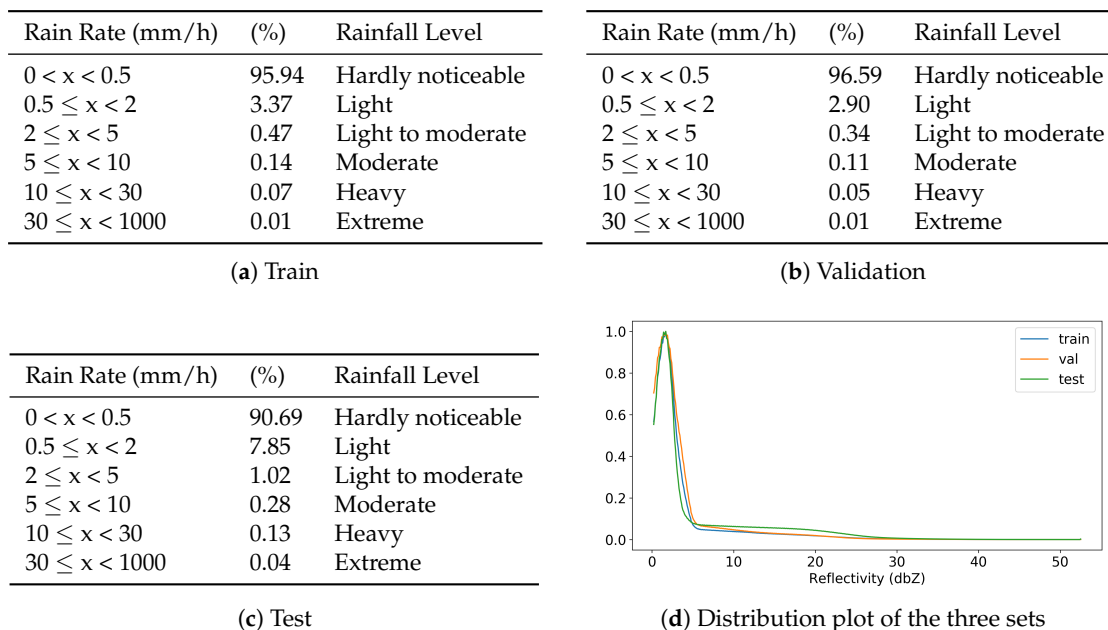 Rain Rate (mm/h) (%) Rainfall Level
0 < x < 0.5 95.94 Hardly noticeable
0.5 ≤ x < 2 3.37 Light
2 ≤ x < 5 0.47 Light to moderate
5 ≤ x < 10 0.14 Moderate
10 ≤ x < 30 0.07 Heavy
30 ≤ x < 1000 0.01 Extreme
(a) Train
Rain Rate (mm/h) (%) Rainfall Level
0 < x < 0.5 96.59 Hardly noticeable
0.5 ≤ x < 2 2.90 Light
2 ≤ x < 5 0.34 Light to moderate
5 ≤ x < 10 0.11 Moderate
10 ≤ x < 30 0.05 Heavy
30 ≤ x < 1000 0.01 Extreme
(b) Validation
Rain Rate (mm/h) (%) Rainfall Level
0 < x < 0.5 90.69 Hardly noticeable
0.5 ≤ x < 2 7.85 Light
2 ≤ x < 5 1.02 Light to moderate
5 ≤ x < 10 0.28 Moderate
10 ≤ x < 30 0.13 Heavy
30 ≤ x < 1000 0.04 Extreme
(c) Test
1.0
0.8
0.6
0.4
0.2
0.0
train
val
test
0 10 20 30 40 50
Reflectivity (dbZ)
(d) Distribution plot of the three sets